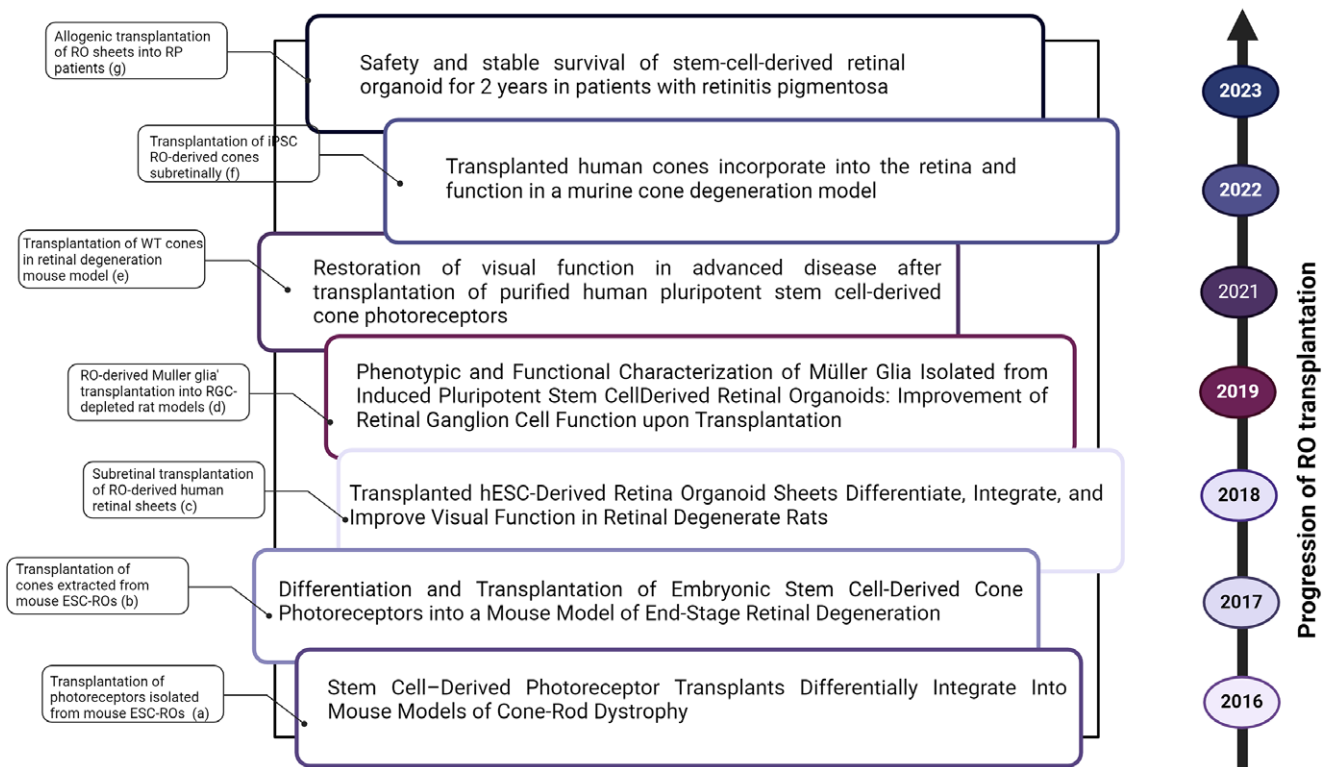 Allogenic transplantation
of RO sheets into RP
patients (g)
Safety and stable survival of stem-cell-derived retinal
organoid for 2 years in patients with retinitis pigmentosa
2023
Transplantation of iPSC
RO-derived cones
subretinally (f)
Transplanted human cones incorporate into the retina and
function in a murine cone degeneration model
2022
Transplantation of WT cones
in retinal degeneration
mouse model (e)
Restoration of visual function in advanced disease after
transplantation of purified human pluripotent stem cell-derived
cone photoreceptors
2021
RO-derived Muller glia'
transplantation into RGC-
depleted rat models (d)
Phenotypic and Functional Characterization of Müller Glia Isolated from
Induced Pluripotent Stem CellDerived Retinal Organoids: Improvement of
Retinal Ganglion Cell Function upon Transplantation
2019
Subretinal transplantation
of RO-derived human
retinal sheets (c)
Transplanted hESC-Derived Retina Organoid Sheets Differentiate, Integrate, and
Improve Visual Function in Retinal Degenerate Rats
2018
Transplantation of
cones extracted from
mouse ESC-ROs (b)
Differentiation and Transplantation of Embryonic Stem Cell-Derived Cone
Photoreceptors into a Mouse Model of End-Stage Retinal Degeneration
2017
Transplantation of
photoreceptors isolated
from mouse ESC-ROs (a)
Stem Cell–Derived Photoreceptor Transplants Differentially Integrate Into
Mouse Models of Cone-Rod Dystrophy
2016
Progression of RO transplantation